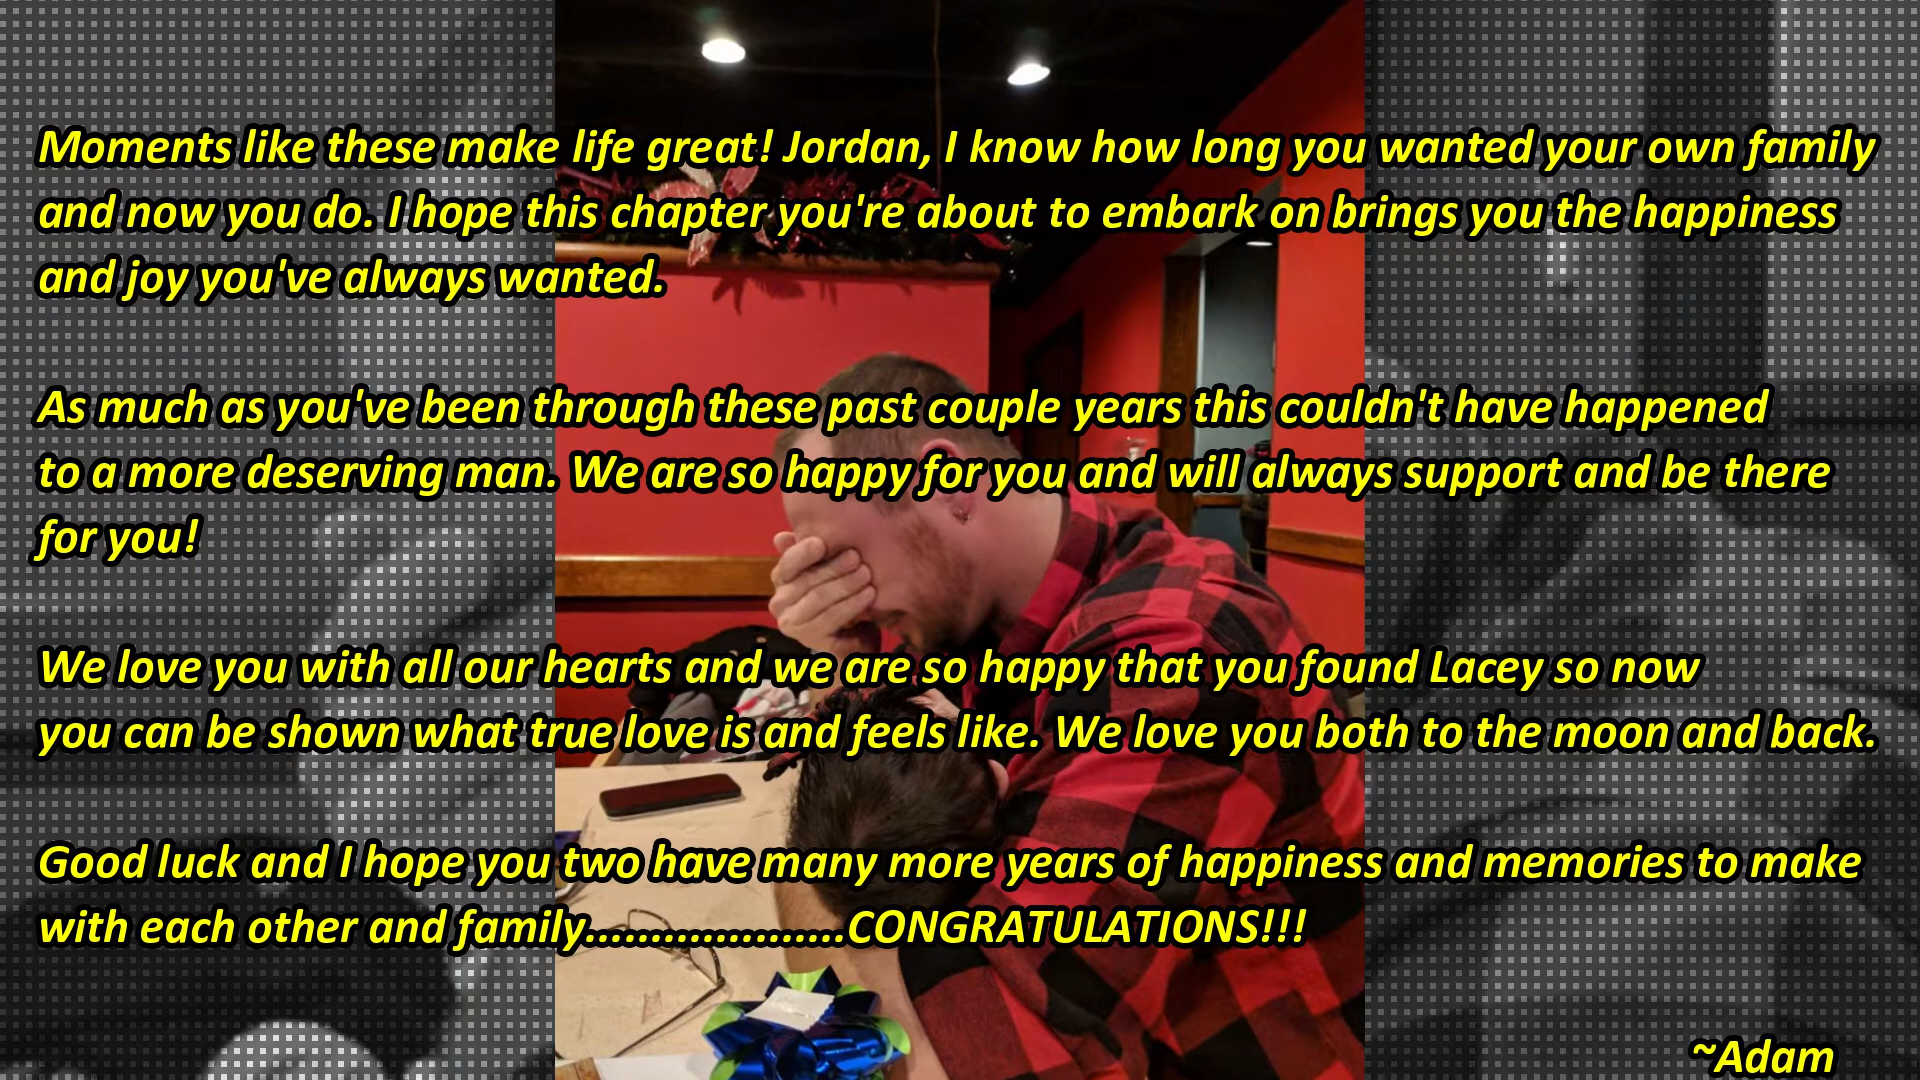 Moments like these make life great! Jordan, I know how long you wanted your own family
and now you do. I hope this chapter you're about to embark on brings you the happiness
and joy you've always wanted.
As much as you've been through these past couple years this couldn't have happened
to a more deserving man. We are so happy for you and will always support and be there
for you!
We love you with all our hearts and we are so happy that you found Lacey so now
you can be shown what true love is and feels like. We love you both to the moon and back.
Good luck and I hope you two have many more years of happiness and memories to make
with each other and family....................CONGRATULATIONS!!!
~Adam